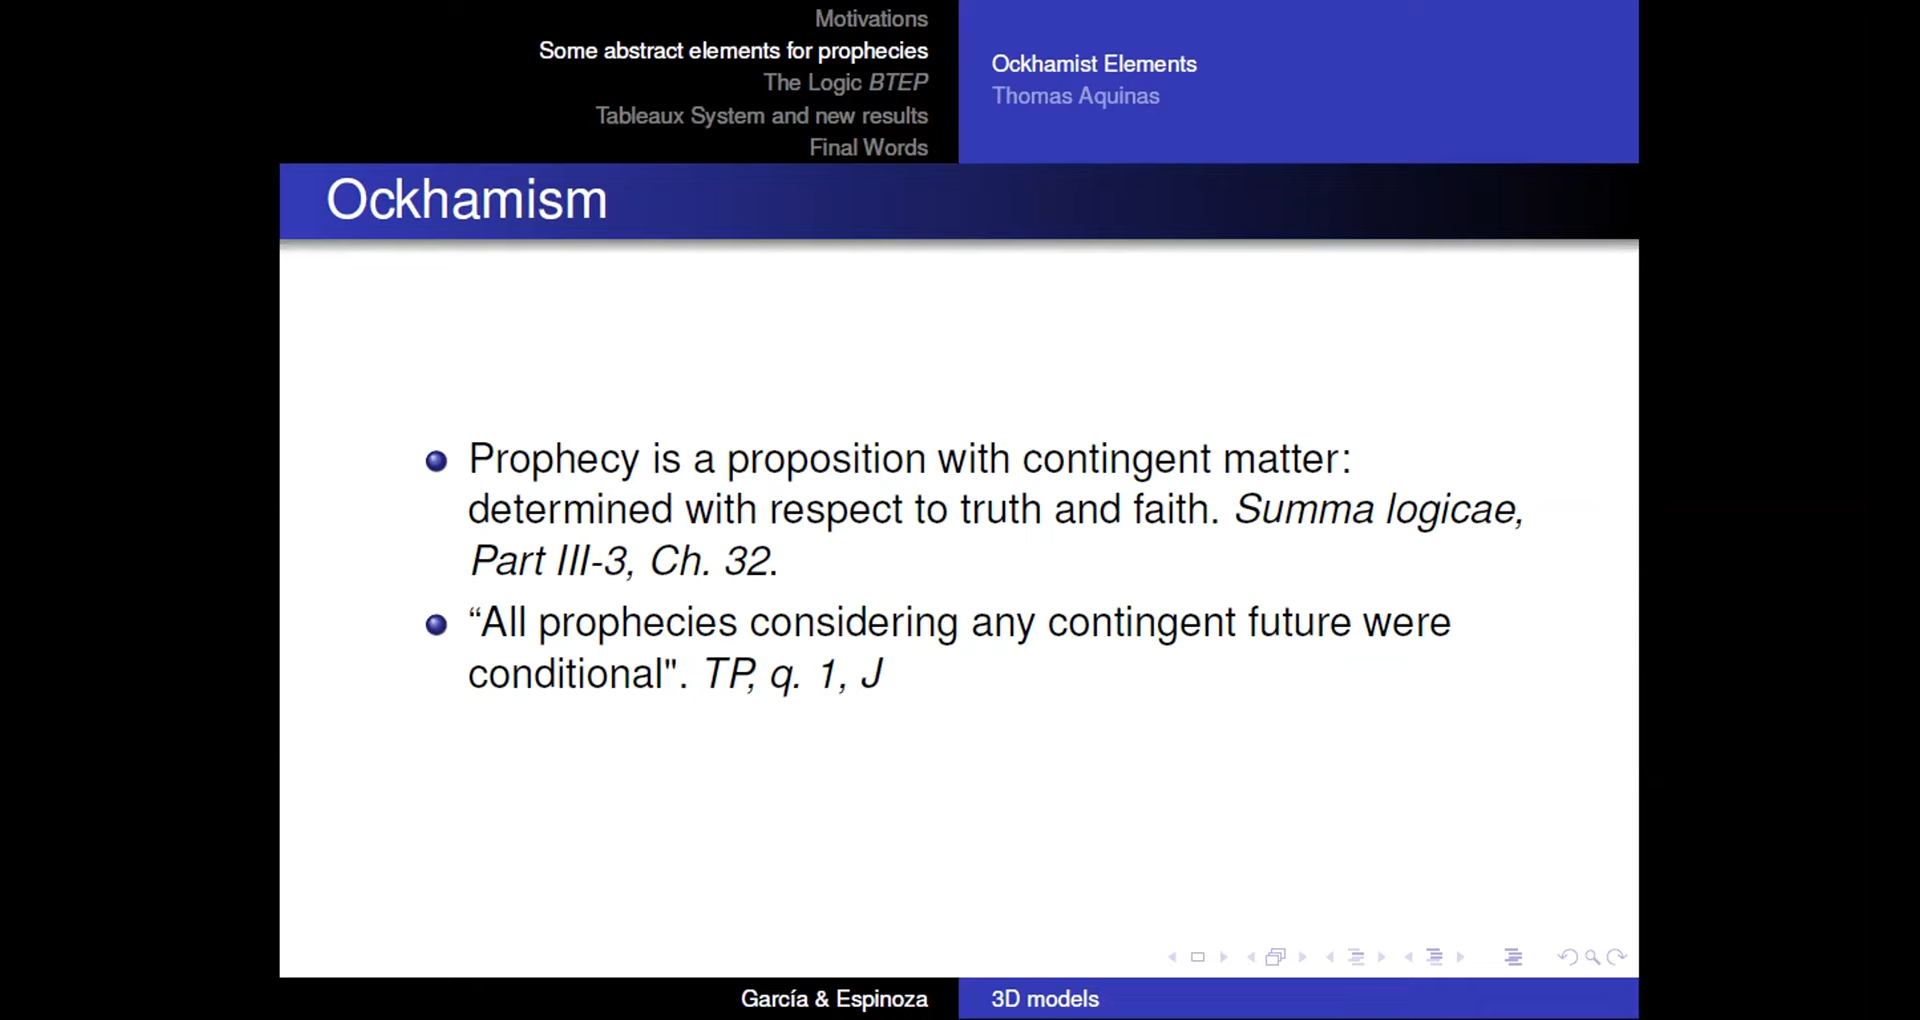 Motivations
Some abstract elements for prophecies
The Logic BTEP
Tableaux System and new results
Final Words
Ockhamist Elements
Thomas Aquinas
Ockhamism
Prophecy is a proposition with contingent matter:
determined with respect to truth and faith. Summa logicae,
Part III-3, Ch. 32.
“All prophecies considering any contingent future were
conditional". TP, q. 1, J
García & Espinoza
3D models